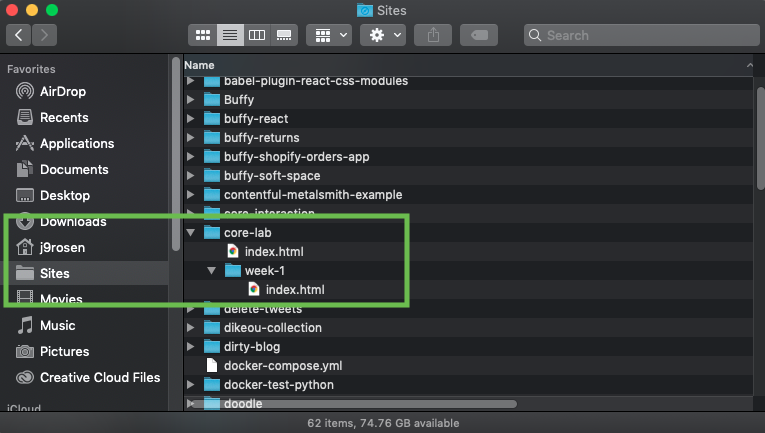 Sites
Search
Favorites
AirDrop
Recents
Applications
Documents
Desktop
Downloads
j9rosen
Sites
Movies
Music
Pictures
Creative Cloud Files
iCloud
Name
babel-plugin-react-css-modules
Buffy
buffy-react
buffy-returns
buffy-shopify-orders-app
buffy-soft-space
contentful-metalsmith-example
core-interaction
core-lab
index.html
week-1
index.html
delete-tweets
dikeou-collection
dirty-blog
docker-compose.yml
docker-test-python
doodle
62 items, 74.76 GB available